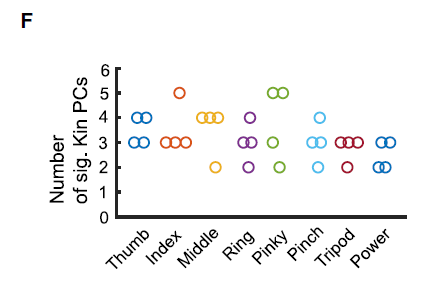 F
Number
of sig. Kin PCs
6
5
4
3
2
1
0
Thumb
Index
Middle
Ring
Pinky
Pinch
Tripod
Power